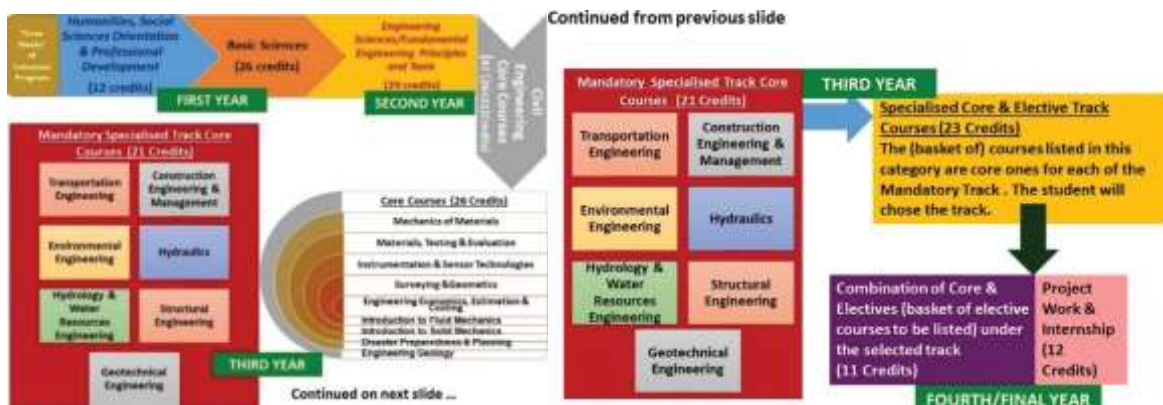 Humanities, Social
Sciences Orientation
& Professional
Development
(12 credits)
Basic Sciences
(26 credits)
Engineering
Sciences/Fundamental
Engineering Principles
and Tools
FIRST YEAR
SECOND YEAR
Civil
Engineering
Core Courses
Mandatory Specialised Track Core
Courses (21 Credits)
Transportation
Engineering
Construction
Engineering &
Management
Environmental
Engineering
Hydraulics
Hydrology &
Water
Resources
Engineering
Structural
Engineering
Geotechnical
Engineering
THIRD YEAR
Core Courses (26 Credits)
Mechanics of Materials
Materials, Testing & Evaluation
Instrumentation & Sensor Technologies
Surveying & Geomatics
Engineering Economics, Estimation &
Costing
Introduction to Fluid Mechanics
Introduction to Solid Mechanics
Disaster Preparedness & Planning
Engineering Geology
Continued on next slide ...
Continued from previous slide
Mandatory Specialised Track Core
Courses (21 Credits)
Transportation
Engineering
Construction
Engineering &
Management
Environmental
Engineering
Hydraulics
Hydrology &
Water
Resources
Engineering
Structural
Engineering
Geotechnical
Engineering
THIRD YEAR
Specialised Core & Elective Track
Courses (23 Credits)
The (basket of) courses listed in this
category are core ones for each of the
Mandatory Track . The student will
chose the track.
Combination of Core &
Electives (basket of elective
courses to be listed) under
the selected track
(11 Credits)
Project
Work &
Internship
(12
Credits)
FOURTH/FINAL YEAR